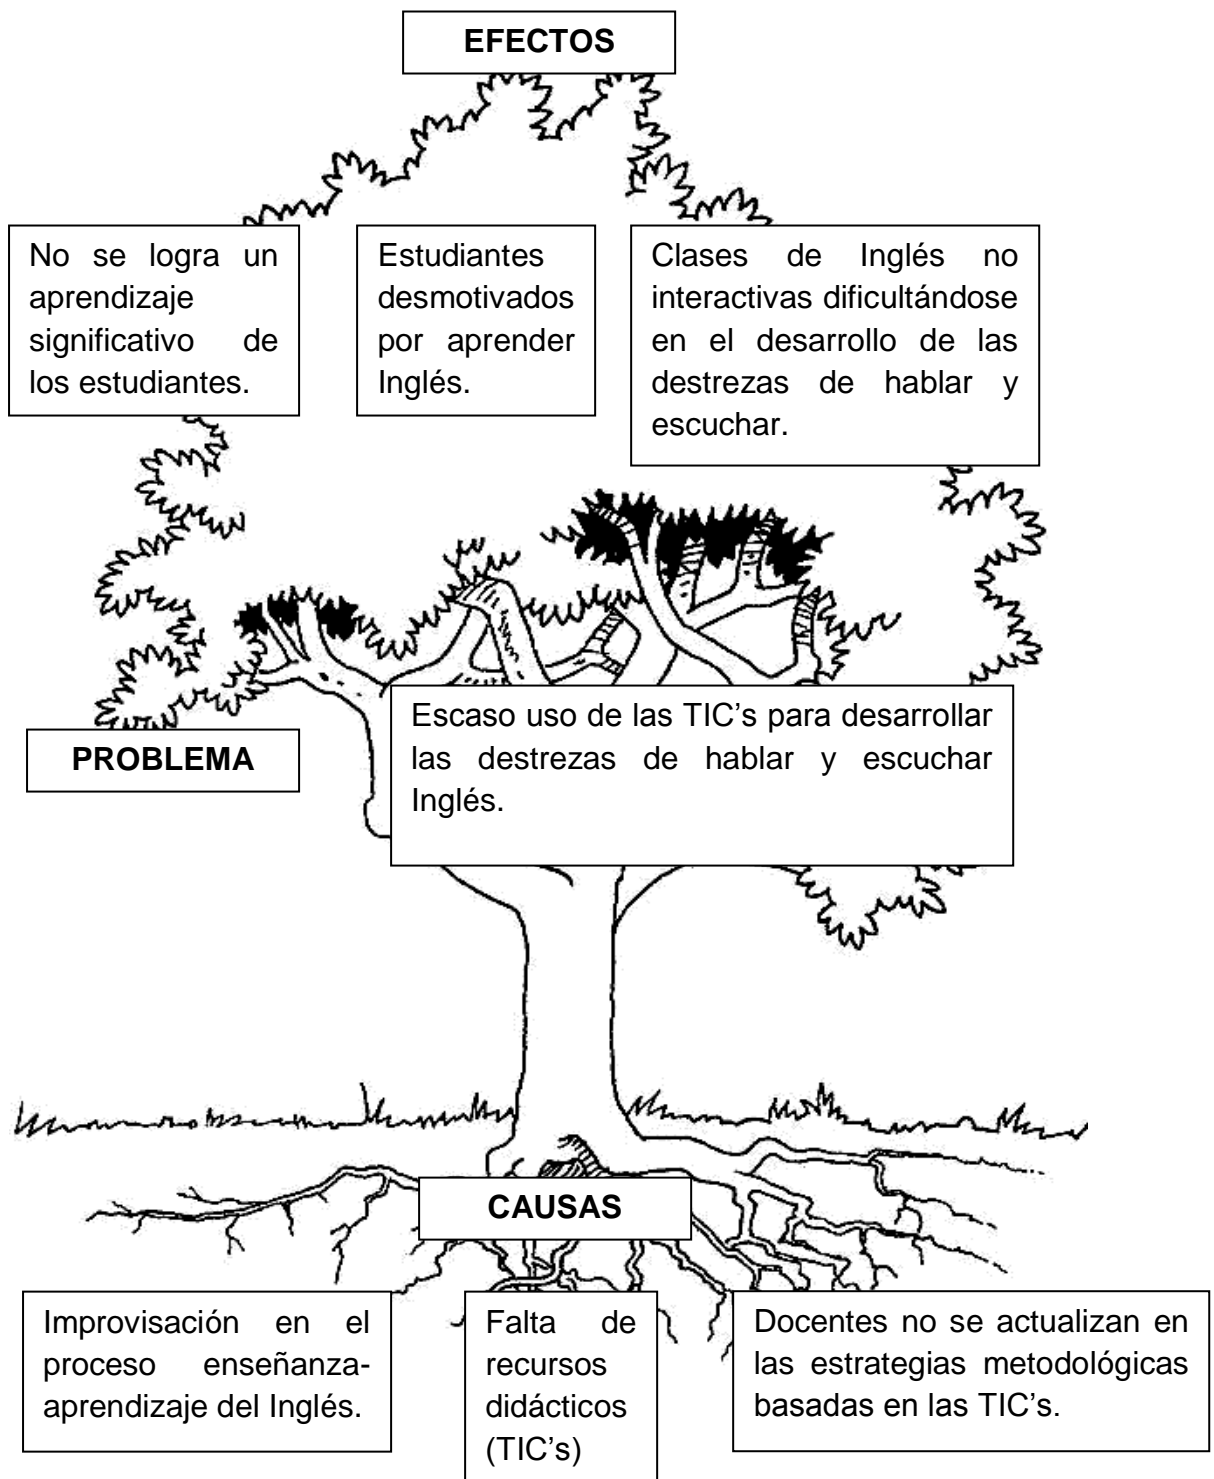 EFECTOS
No se logra un
aprendizaje
significativo de
los estudiantes.
Estudiantes
desmotivados
por aprender
Inglés.
Clases de Inglés no
interactivas dificultándose
en el desarrollo de las
destrezas de hablar y
escuchar.
PROBLEMA
Escaso uso de las TIC’s para desarrollar
las destrezas de hablar y escuchar
Inglés.
CAUSAS
Improvisación en el
proceso enseñanza-
aprendizaje del Inglés.
Falta de
recursos
didácticos
(TIC’s)
Docentes no se actualizan en
las estrategias metodológicas
basadas en las TIC’s.